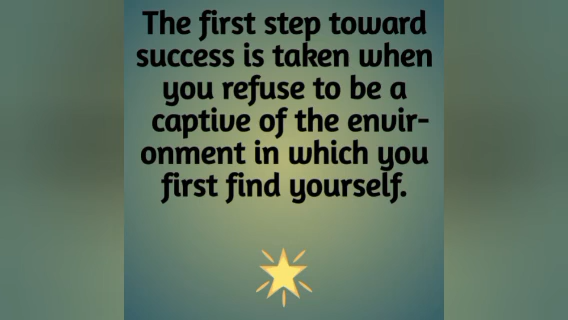 The first step toward
success is taken when
you refuse to be a
captive of the envir-
onment in which you
first find yourself.